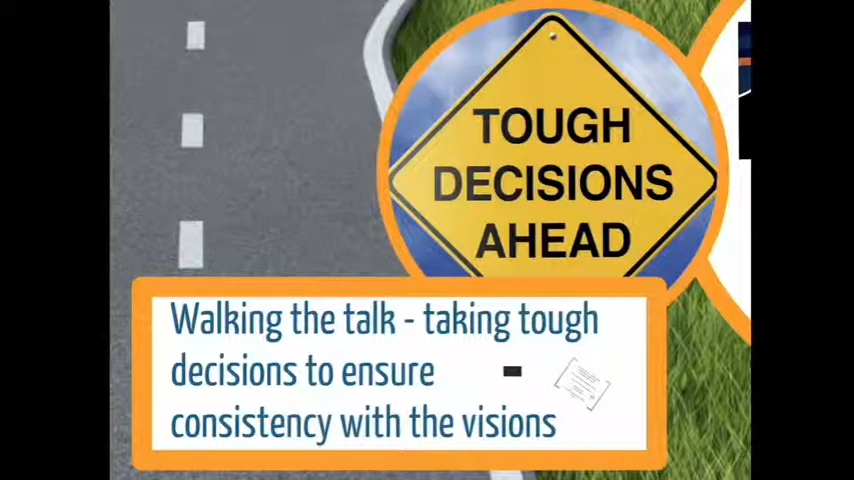 TOUGH
DECISIONS
AHEAD
Walking the talk - taking tough
decisions to ensure
consistency with the visions